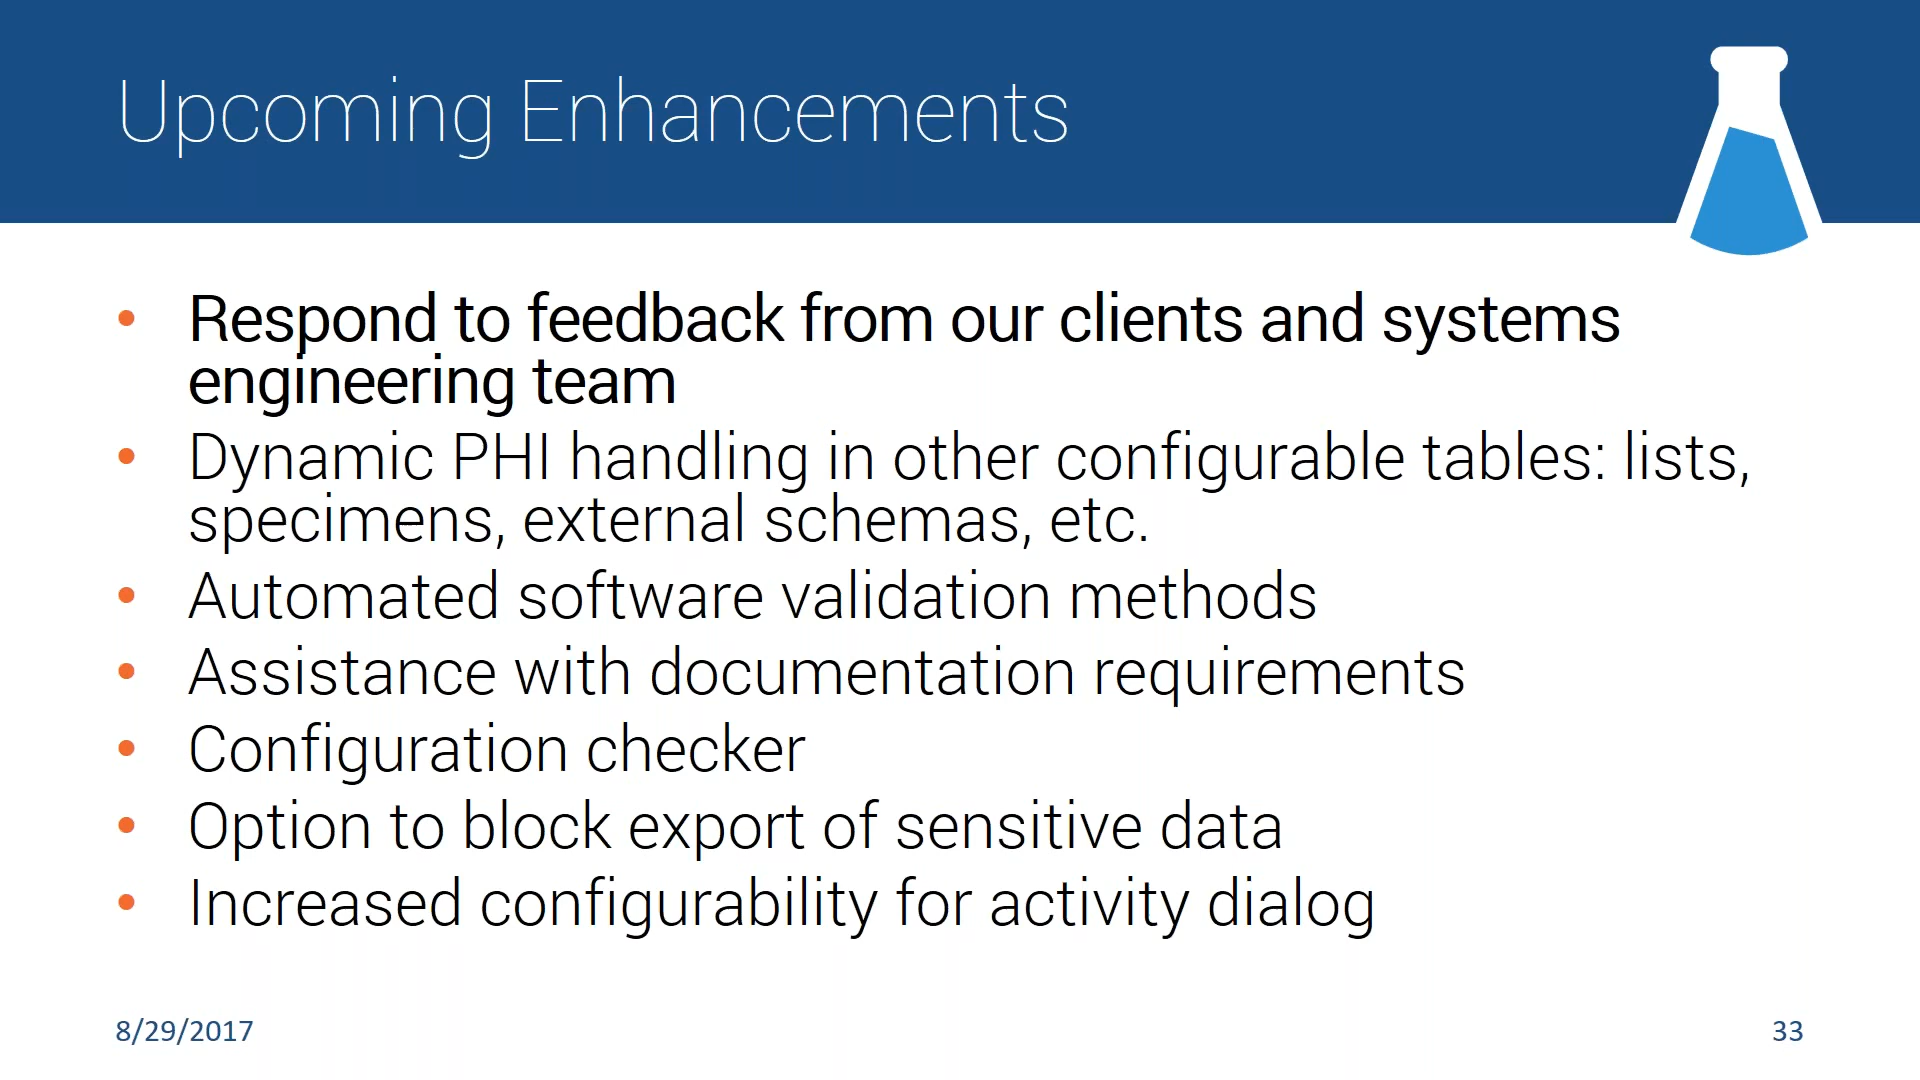 Upcoming Enhancements
• Respond to feedback from our clients and systems
engineering team
• Dynamic PHI handling in other configurable tables: lists,
specimens, external schemas, etc.
• Automated software validation methods
• Assistance with documentation requirements
• Configuration checker
• Option to block export of sensitive data
• Increased configurability for activity dialog
8/29/2017
33